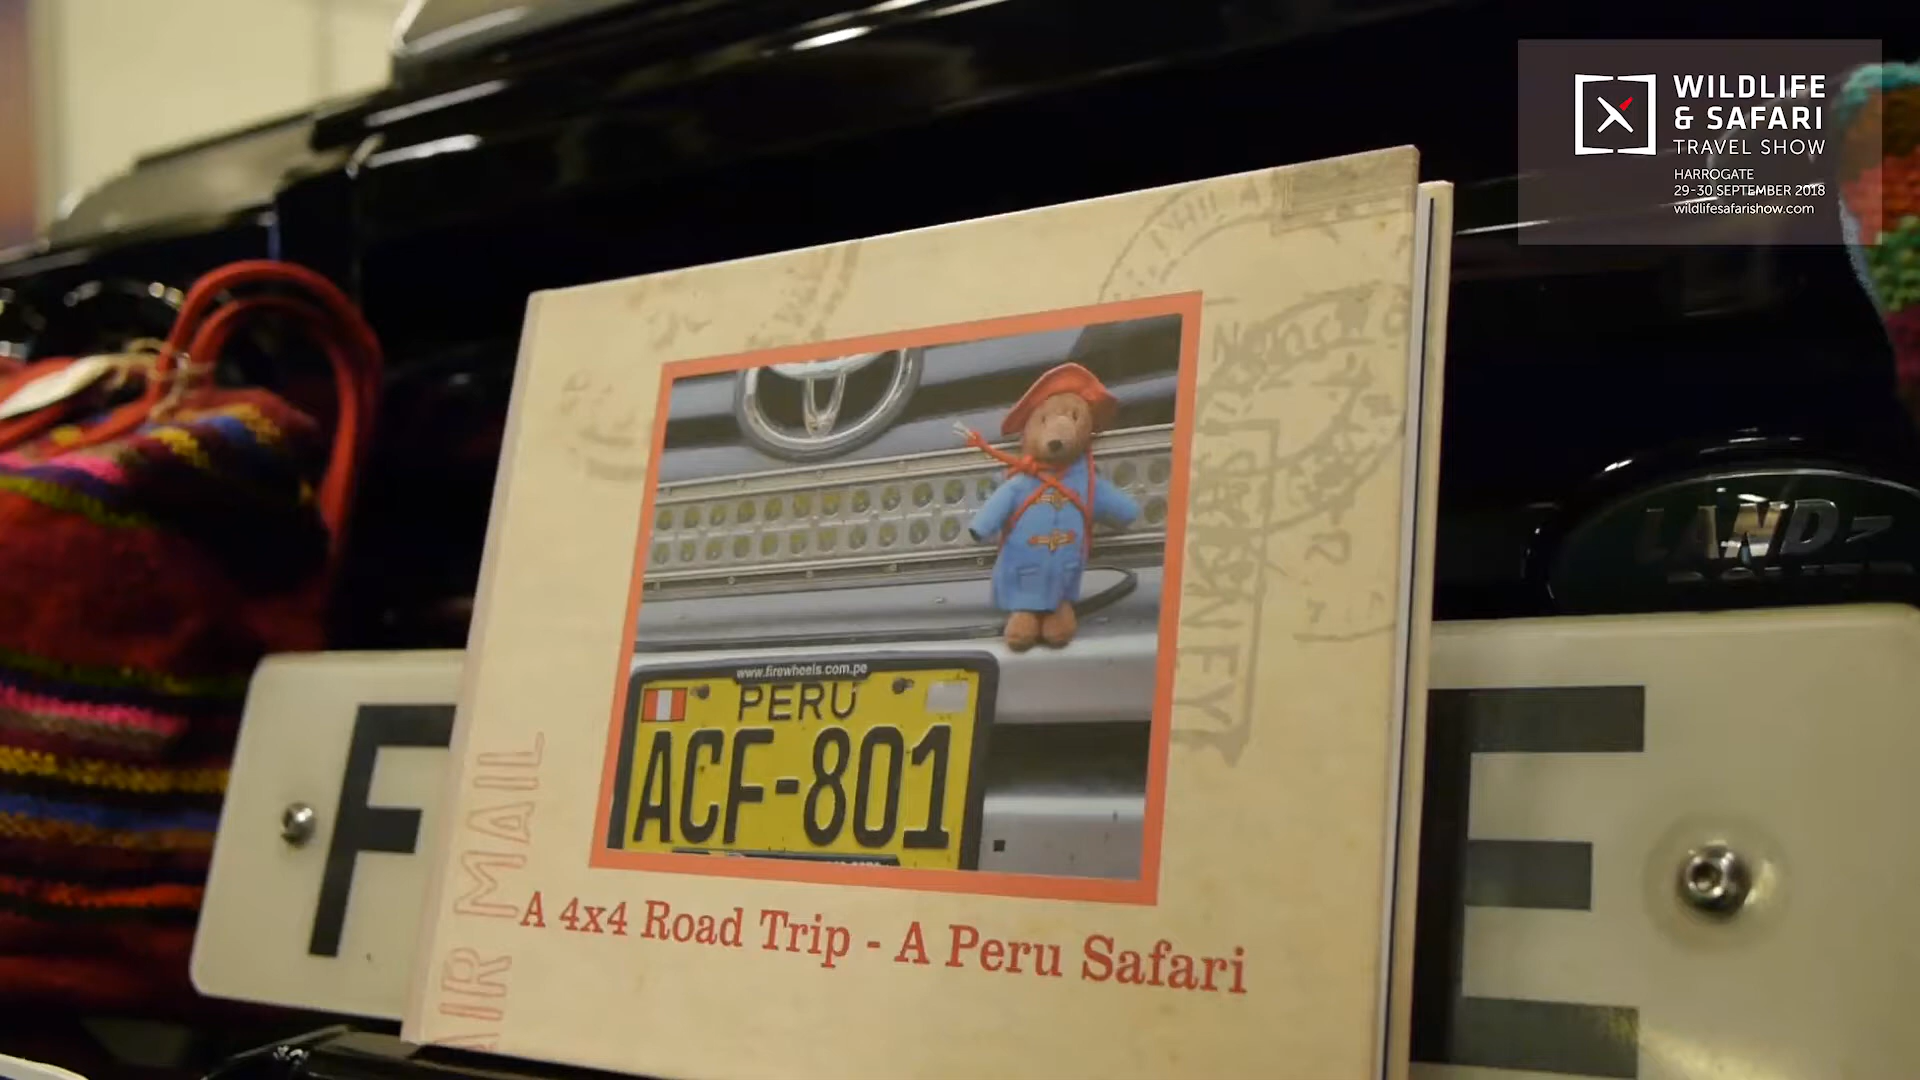 WILDLIFE
& SAFARI
TRAVEL SHOW
HARROGATE
29-30 SEPTEMBER 2018
wildlifesafarishow.com
LAND
www.firewheels.com.pe
PERU
ACF-801
AIR MAIL
A 4x4 Road Trip - A Peru Safari
F
E